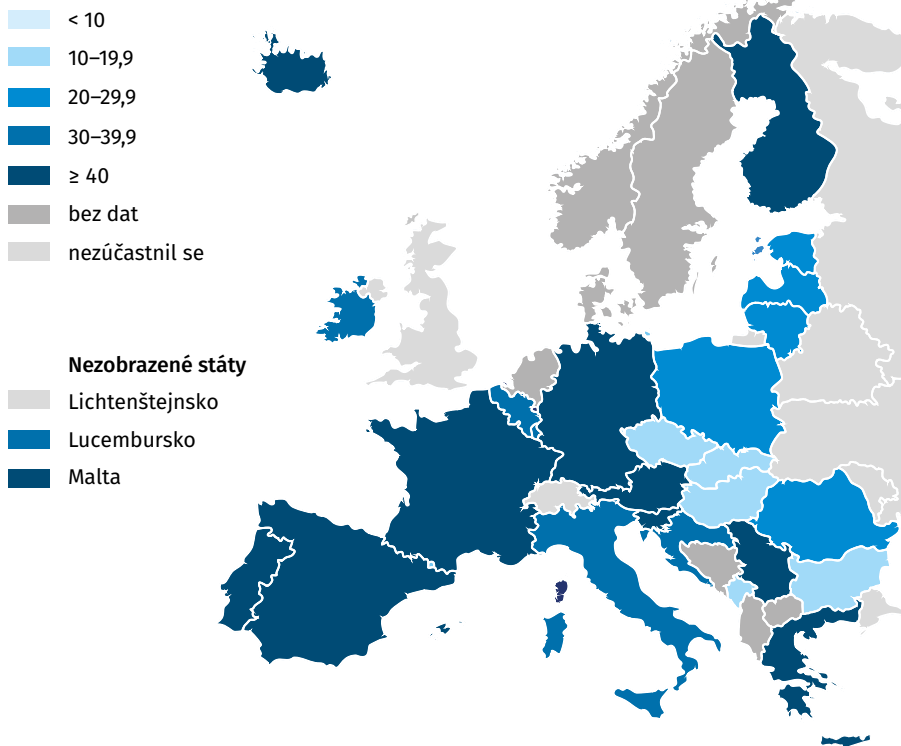 < 10
10–19,9
20–29,9
30–39,9
≥ 40
bez dat
nezúčastnil se
Nezobrazené státy
Lichtenštejnsko
Lucembursko
Malta